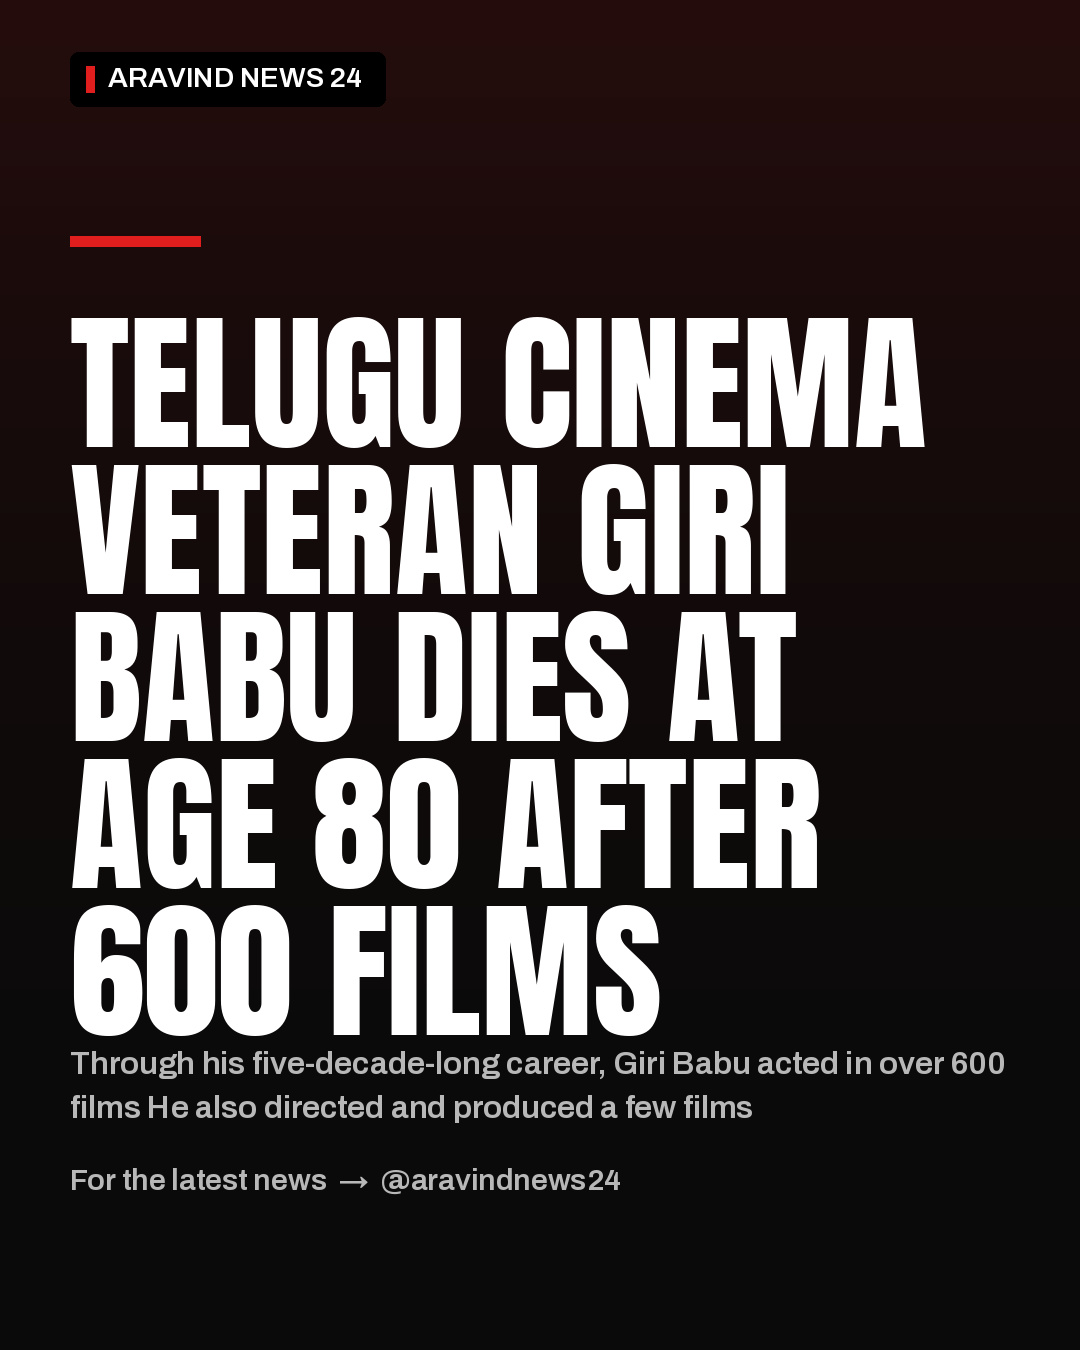 ARAVIND NEWS 24
TELUGU CINEMA
VETERAN GIRI
BABU DIES AT
AGE 80 AFTER
600 FILMS
Through his five-decade-long career, Giri Babu acted in over 600
films He also directed and produced a few films
For the latest news → @aravindnews24